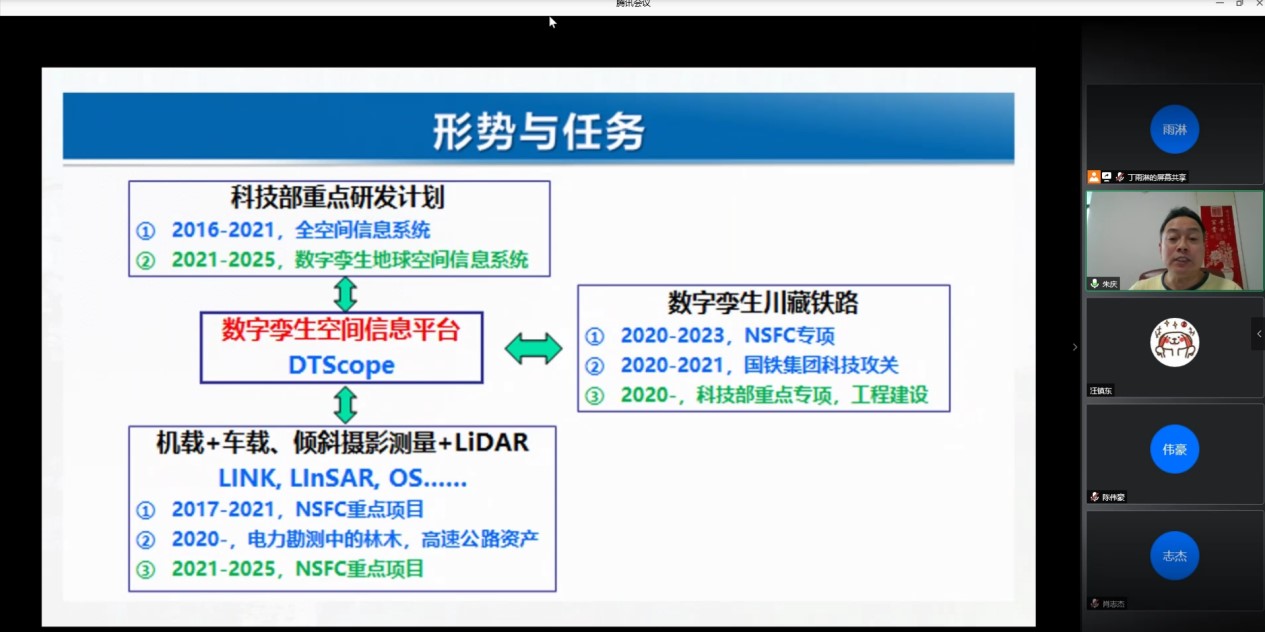 腾讯会议
形势与任务
科技部重点研发计划
① 2016-2021，全空间信息系统
② 2021-2025，数字孪生地球空间信息系统
数字孪生空间信息平台
DTScope
数字孪生川藏铁路
① 2020-2023，NSFC专项
② 2020-2021，国铁集团科技攻关
③ 2020-，科技部重点专项，工程建设
机载+车载、倾斜摄影测量+LiDAR
LINK, LInSAR, OS......
① 2017-2021，NSFC重点项目
② 2020-，电力勘测中的林木，高速公路资产
③ 2021-2025，NSFC重点项目
雨淋
丁雨淋的屏幕共享
朱庆
汪镇东
伟豪
陈伟豪
志杰
肖志杰